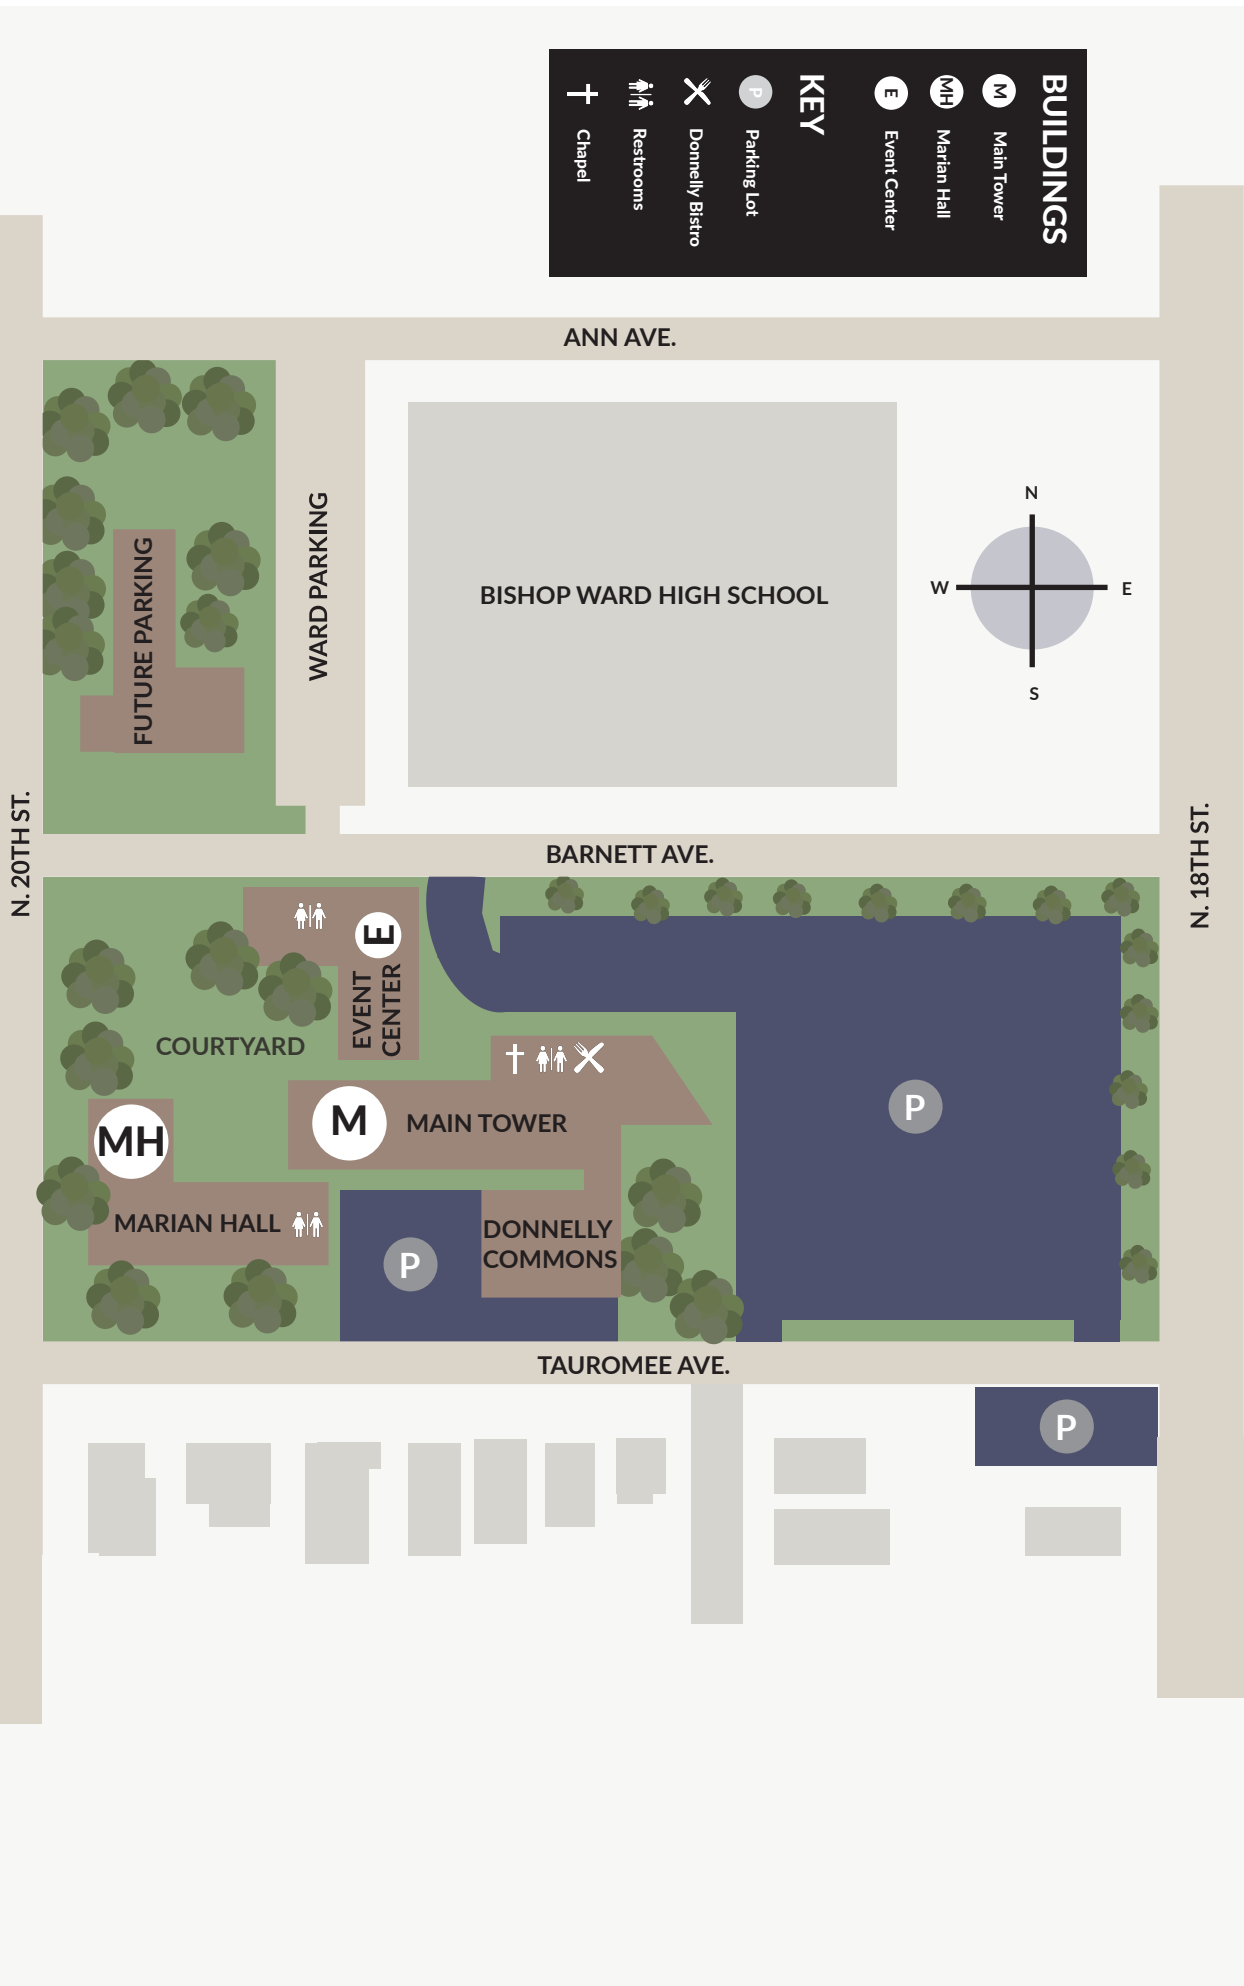 BUILDINGS
M Main Tower
MH Marian Hall
E Event Center
KEY
P Parking Lot
Donnelly Bistro
Restrooms
Chapel
ANN AVE.
FUTURE PARKING
WARD PARKING
BISHOP WARD HIGH SCHOOL
N
W
E
S
N. 20TH ST.
BARNETT AVE.
N. 18TH ST.
E
EVENT
CENTER
COURTYARD
M
MAIN TOWER
P
MH
MARIAN HALL
P
DONNELLY
COMMONS
TAUROMEE AVE.
P